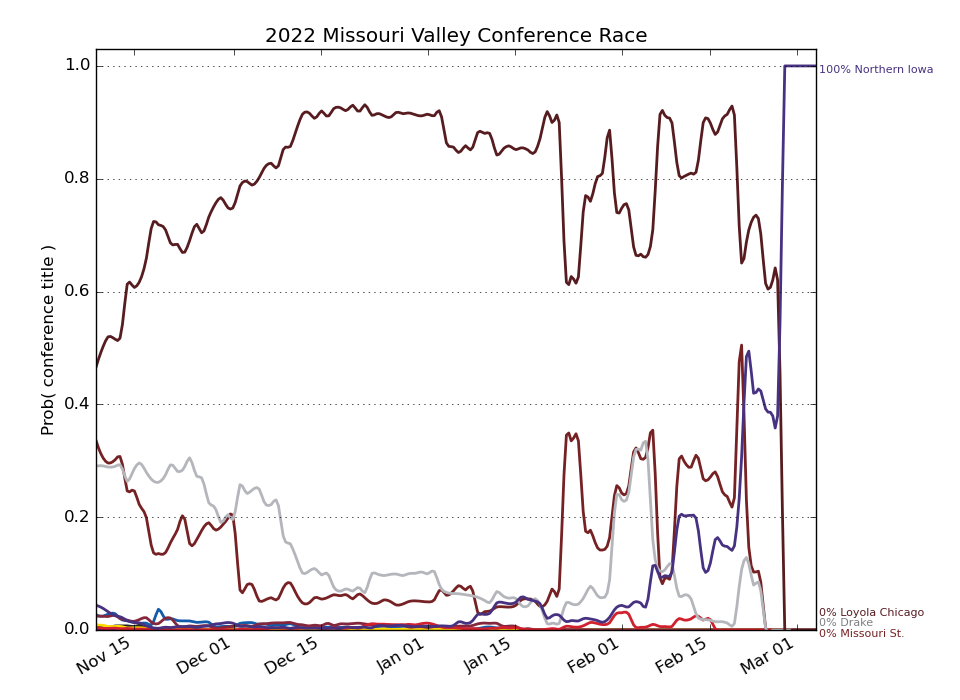 2022 Missouri Valley Conference Race
Prob( conference title )
1.0
0.8
0.6
0.4
0.2
0.0
Nov 15
Dec 01
Dec 15
Jan 01
Jan 15
Feb 01
Feb 15
Mar 01
100% Northern Iowa
0% Loyola Chicago
0% Drake
0% Missouri St.